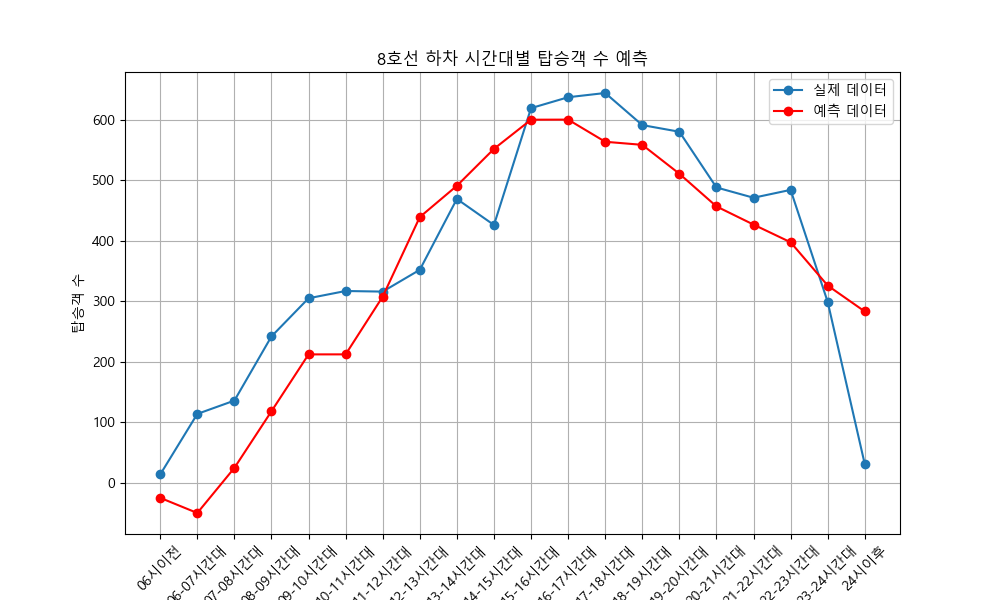 8호선 하차 시간대별 탑승객 수 예측
실제 데이터
예측 데이터
탑승객 수
600
500
400
300
200
100
0
06시이전
06-07시간대
07-08시간대
08-09시간대
09-10시간대
10-11시간대
11-12시간대
12-13시간대
13-14시간대
14-15시간대
15-16시간대
16-17시간대
17-18시간대
18-19시간대
19-20시간대
20-21시간대
21-22시간대
22-23시간대
23-24시간대
24시이후